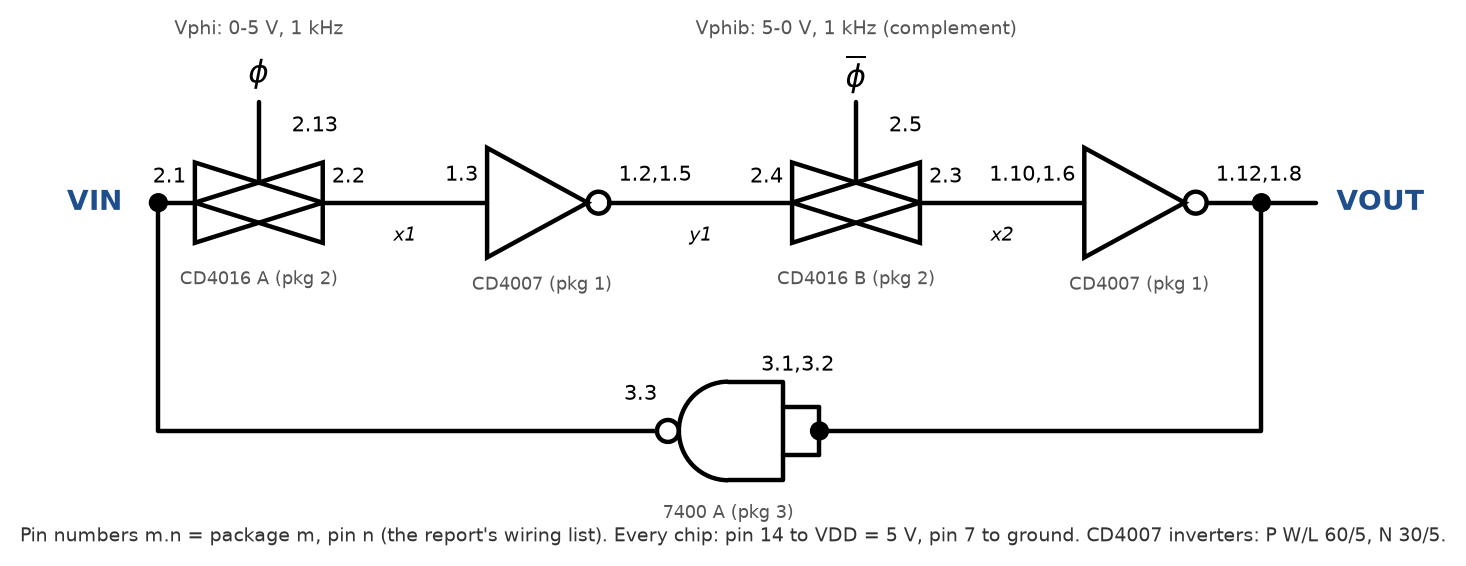 Vphi: 0-5 V, 1 kHz
Vphib: 5-0 V, 1 kHz (complement)
ϕ
ϕ̅
2.13
2.5
VIN
2.1
2.2
1.3
1.2,1.5
2.4
2.3
1.10,1.6
1.12,1.8
VOUT
x1
y1
x2
CD4016 A (pkg 2)
CD4007 (pkg 1)
CD4016 B (pkg 2)
CD4007 (pkg 1)
3.1,3.2
3.3
7400 A (pkg 3)
Pin numbers m.n = package m, pin n (the report's wiring list). Every chip: pin 14 to VDD = 5 V, pin 7 to ground. CD4007 inverters: P W/L 60/5, N 30/5.